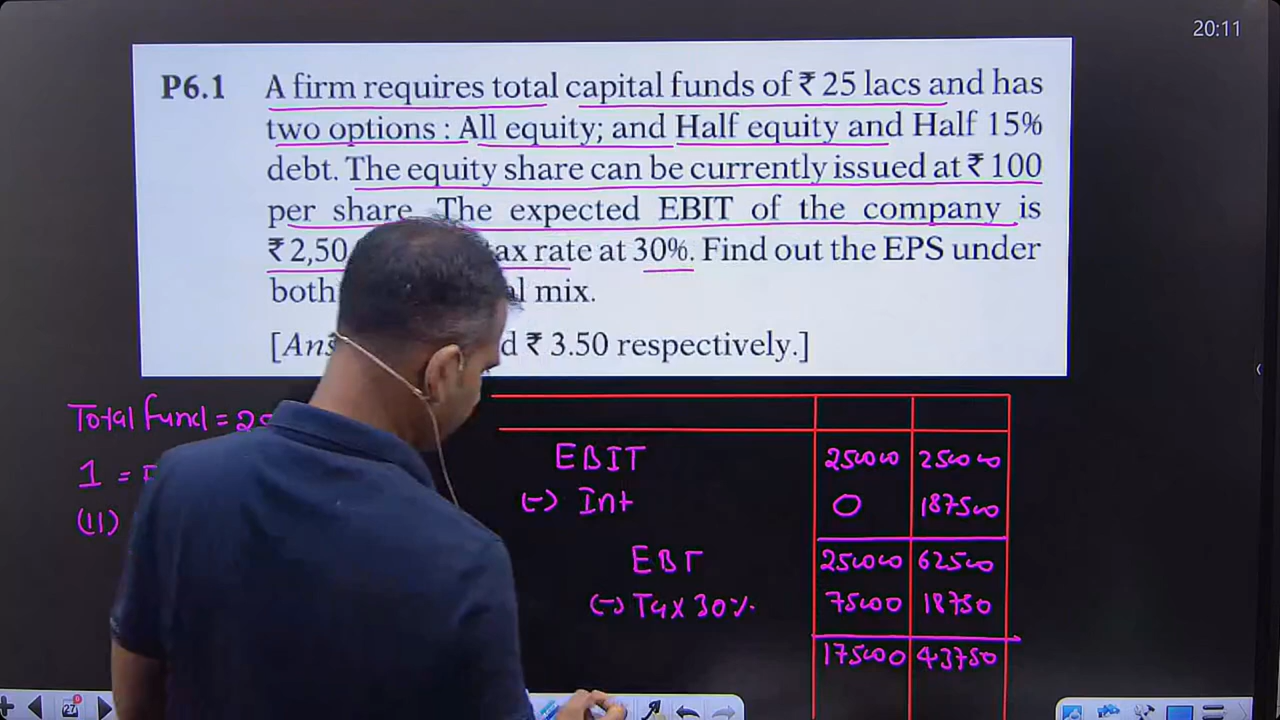 20:11
P6.1 A firm requires total capital funds of ₹ 25 lacs and has
two options : All equity; and Half equity and Half 15%
debt. The equity share can be currently issued at ₹ 100
per share. The expected EBIT of the company is
₹ 2,50 rate at 30%. Find out the EPS under
both mix.
[Ans ₹ 3.50 respectively.]
Total fund =
1 =
(II)
EBIT 250000 250000
(-) Int 0 187500
EBT 250000 62500
(-) Tax 30% 75000 18750
175000 43750
27